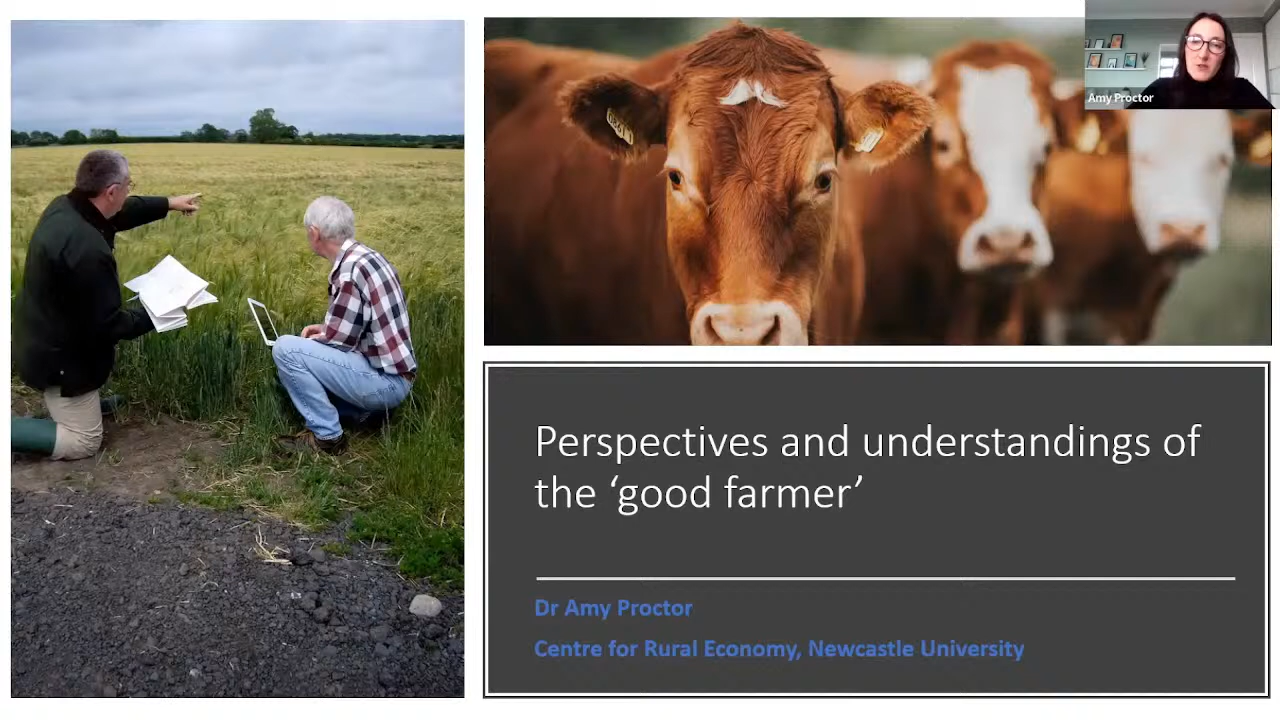 Amy Proctor
Perspectives and understandings of
the ‘good farmer’
Dr Amy Proctor
Centre for Rural Economy, Newcastle University